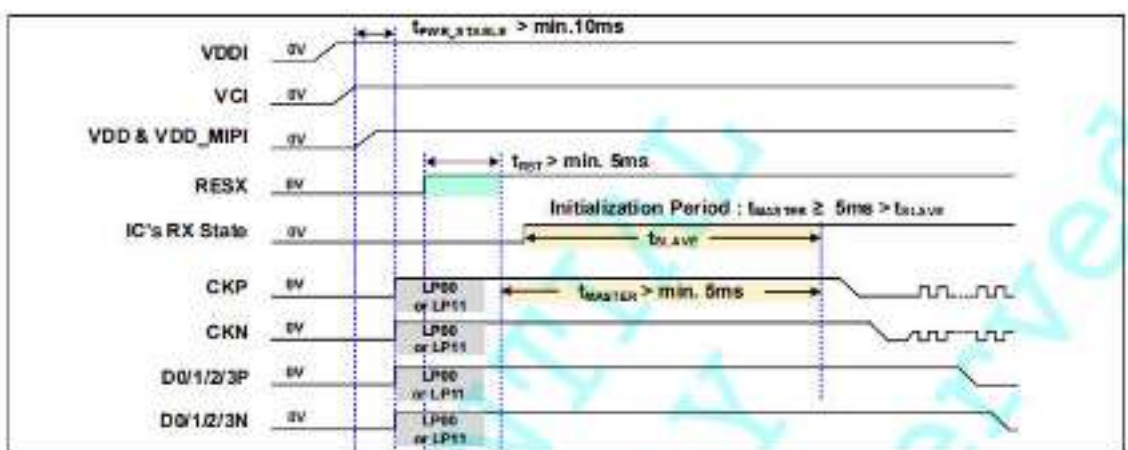 tPWR_STABLE > min.10ms
VDDI 0V
VCI 0V
VDD & VDD_MIPI 0V
tRST > min. 5ms
RESX 0V
Initialization Period : tMASTER ≥ 5ms > tSLAVE
IC's RX State 0V
tSLAVE
CKP 0V
LP00
or LP11
tMASTER > min. 5ms
CKN 0V
LP00
or LP11
D0/1/2/3P 0V
LP00
or LP11
D0/1/2/3N 0V
LP00
or LP11